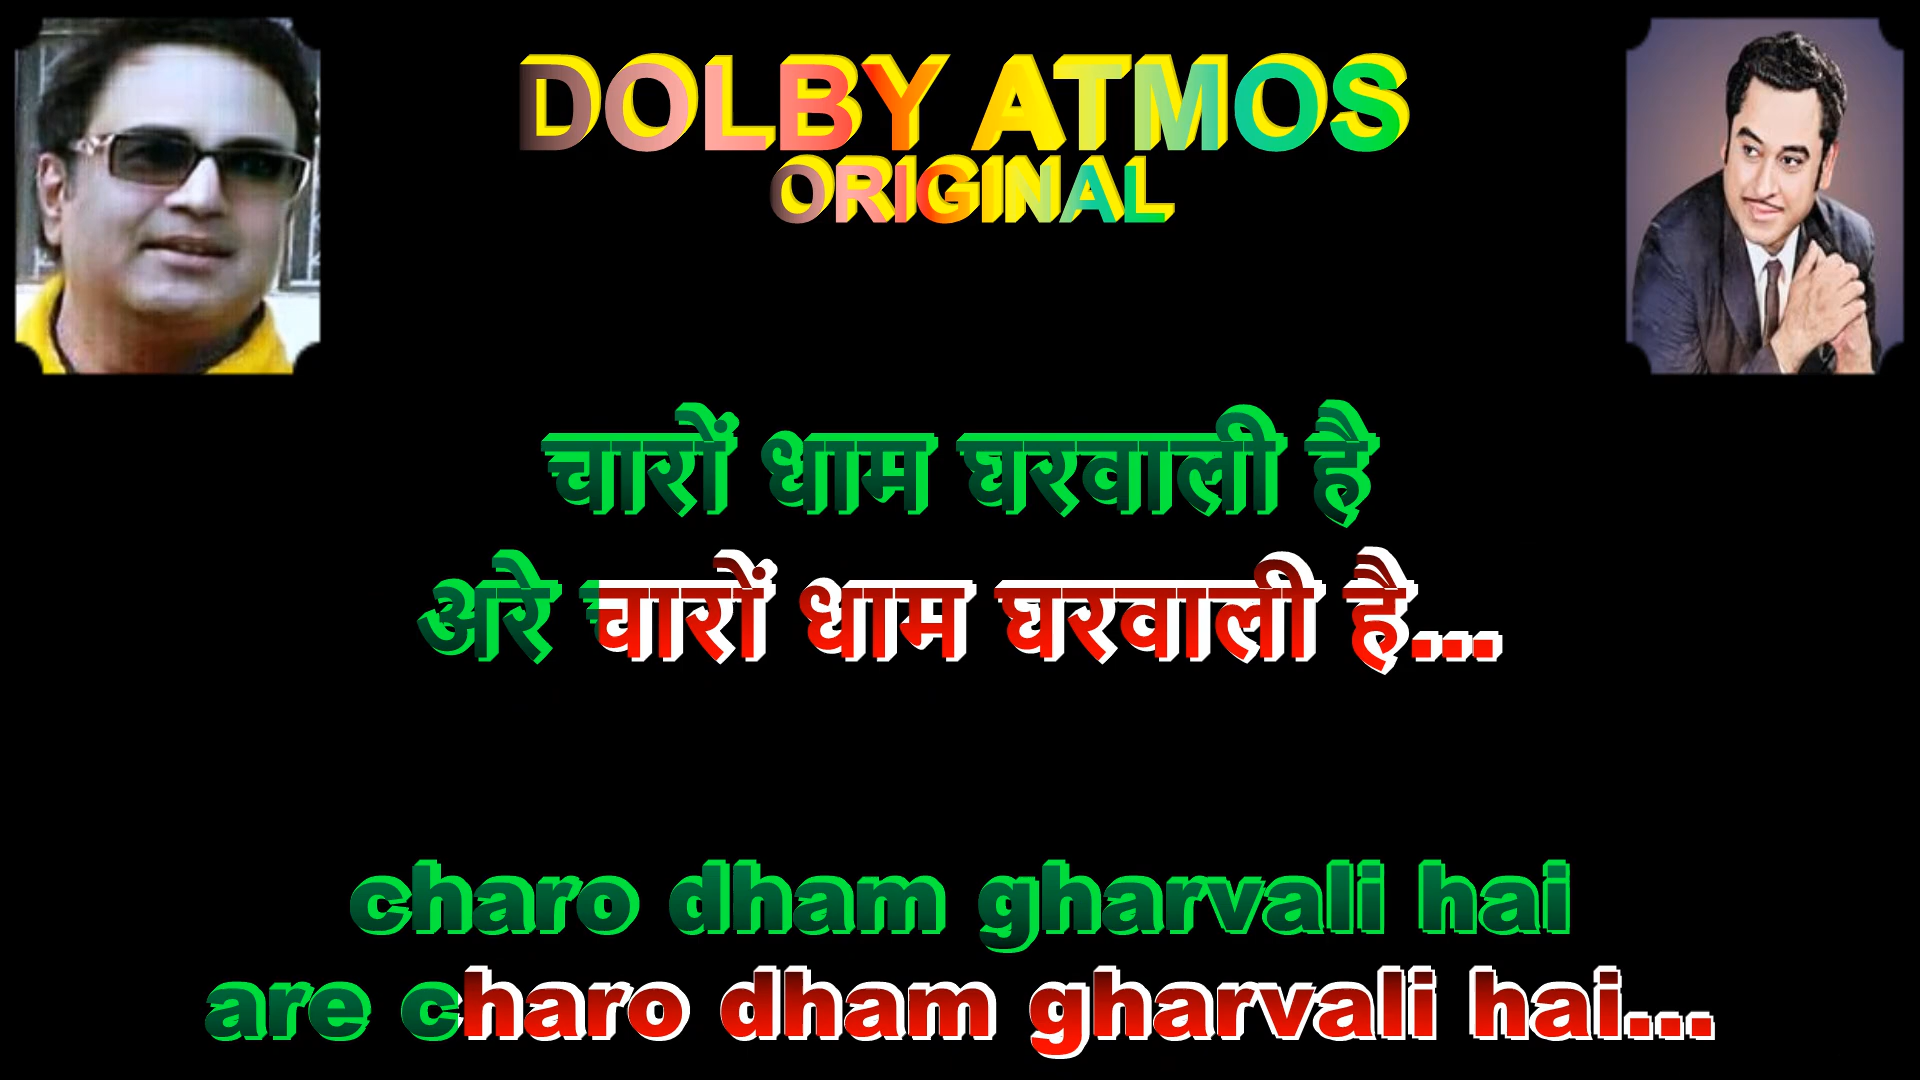 DOLBY ATMOS
ORIGINAL
चारों धाम घरवाली है
अरे चारों धाम घरवाली है...
charo dham gharvali hai
are charo dham gharvali hai...